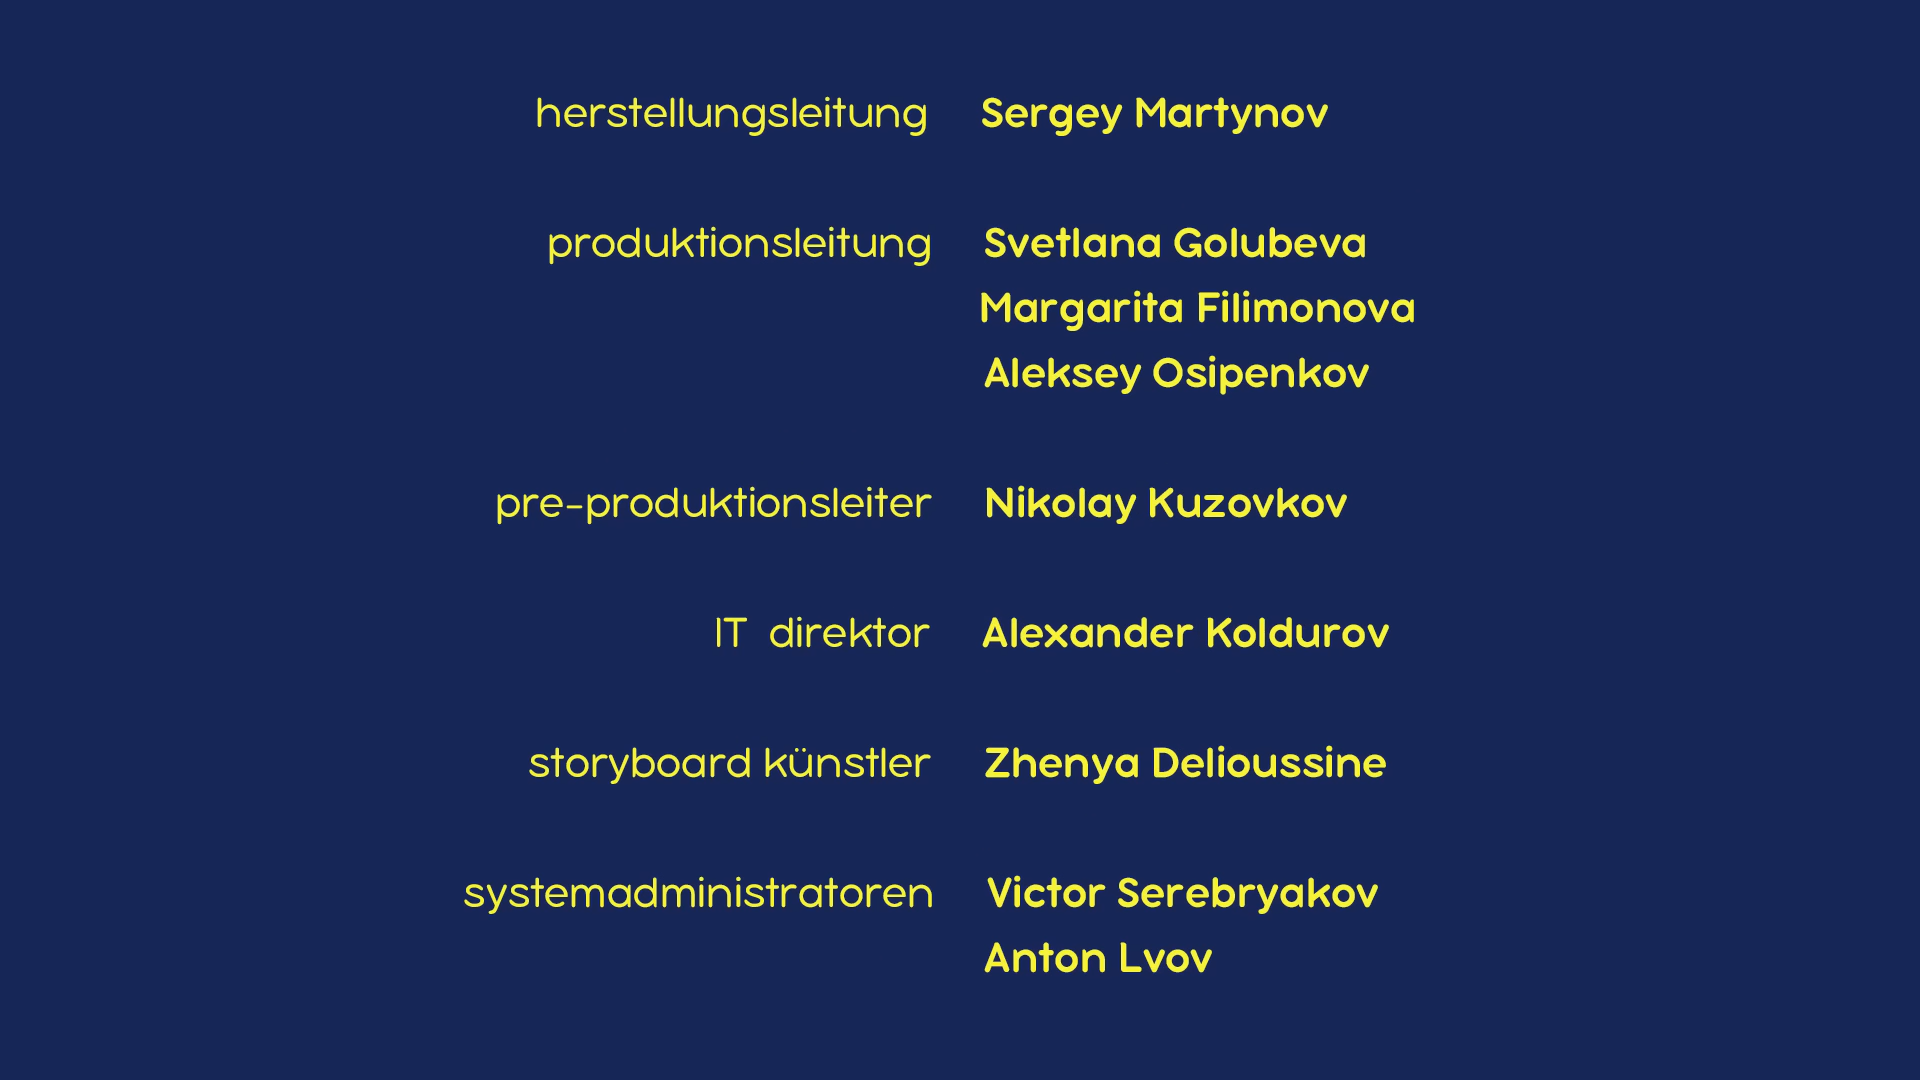 herstellungsleitung Sergey Martynov
produktionsleitung Svetlana Golubeva
Margarita Filimonova
Aleksey Osipenkov
pre-produktionsleiter Nikolay Kuzovkov
IT direktor Alexander Koldurov
storyboard künstler Zhenya Delioussine
systemadministratoren Victor Serebryakov
Anton Lvov